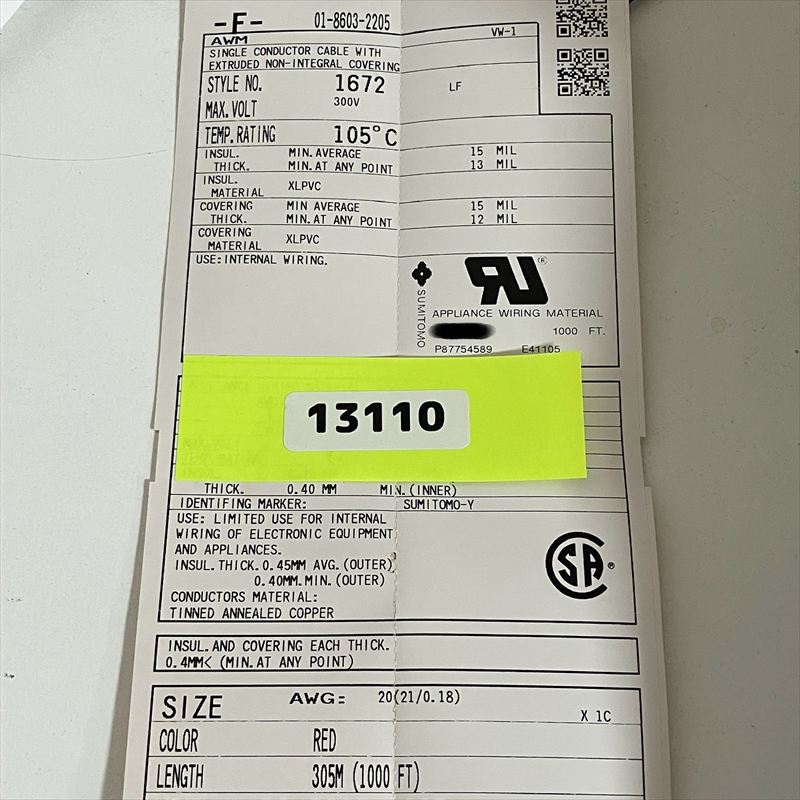 -F- 01-8603-2205
AWM VW-1
SINGLE CONDUCTOR CABLE WITH
EXTRUDED NON-INTEGRAL COVERING
STYLE NO. 1672 LF
MAX. VOLT 300V
TEMP. RATING 105°C
INSUL. MIN. AVERAGE 15 MIL
THICK. MIN. AT ANY POINT 13 MIL
INSUL.
MATERIAL XLPVC
COVERING MIN AVERAGE 15 MIL
THICK. MIN. AT ANY POINT 12 MIL
COVERING
MATERIAL XLPVC
USE: INTERNAL WIRING.
SUMITOMO
RU®
APPLIANCE WIRING MATERIAL
1000 FT.
P87754589 E41105
13110
THICK. 0.40 MM MIN. (INNER)
IDENTIFING MARKER: SUMITOMO-Y
USE: LIMITED USE FOR INTERNAL
WIRING OF ELECTRONIC EQUIPMENT
AND APPLIANCES.
INSUL. THICK. 0.45MM AVG. (OUTER)
0.40MM. MIN. (OUTER)
CONDUCTORS MATERIAL:
TINNED ANNEALED COPPER
CSA®
INSUL. AND COVERING EACH THICK.
0.4MM< (MIN. AT ANY POINT)
SIZE AWG: 20(21/0.18) X 1C
COLOR RED
LENGTH 305M (1000 FT)